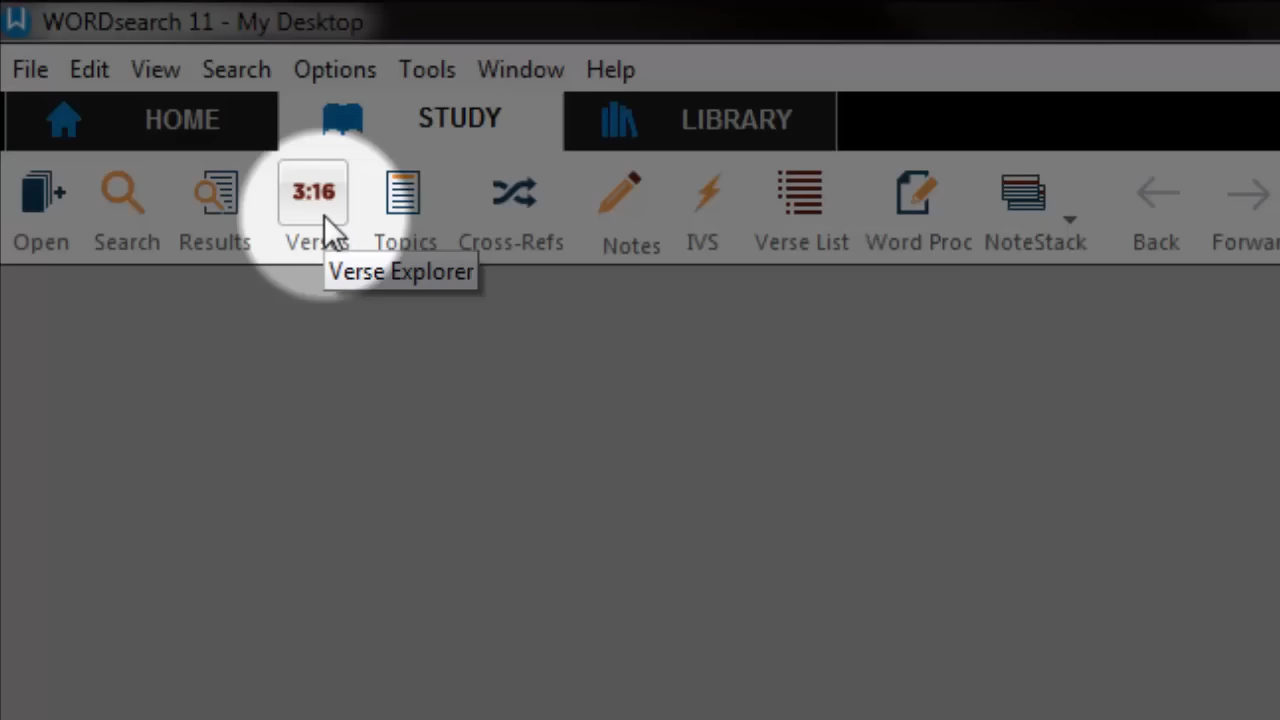 WORDsearch 11 - My Desktop
File Edit View Search Options Tools Window Help
HOME STUDY LIBRARY
3:16
Open Search Results Topics Cross-Refs Notes IVS Verse List Word Proc NoteStack Back
Verse Explorer